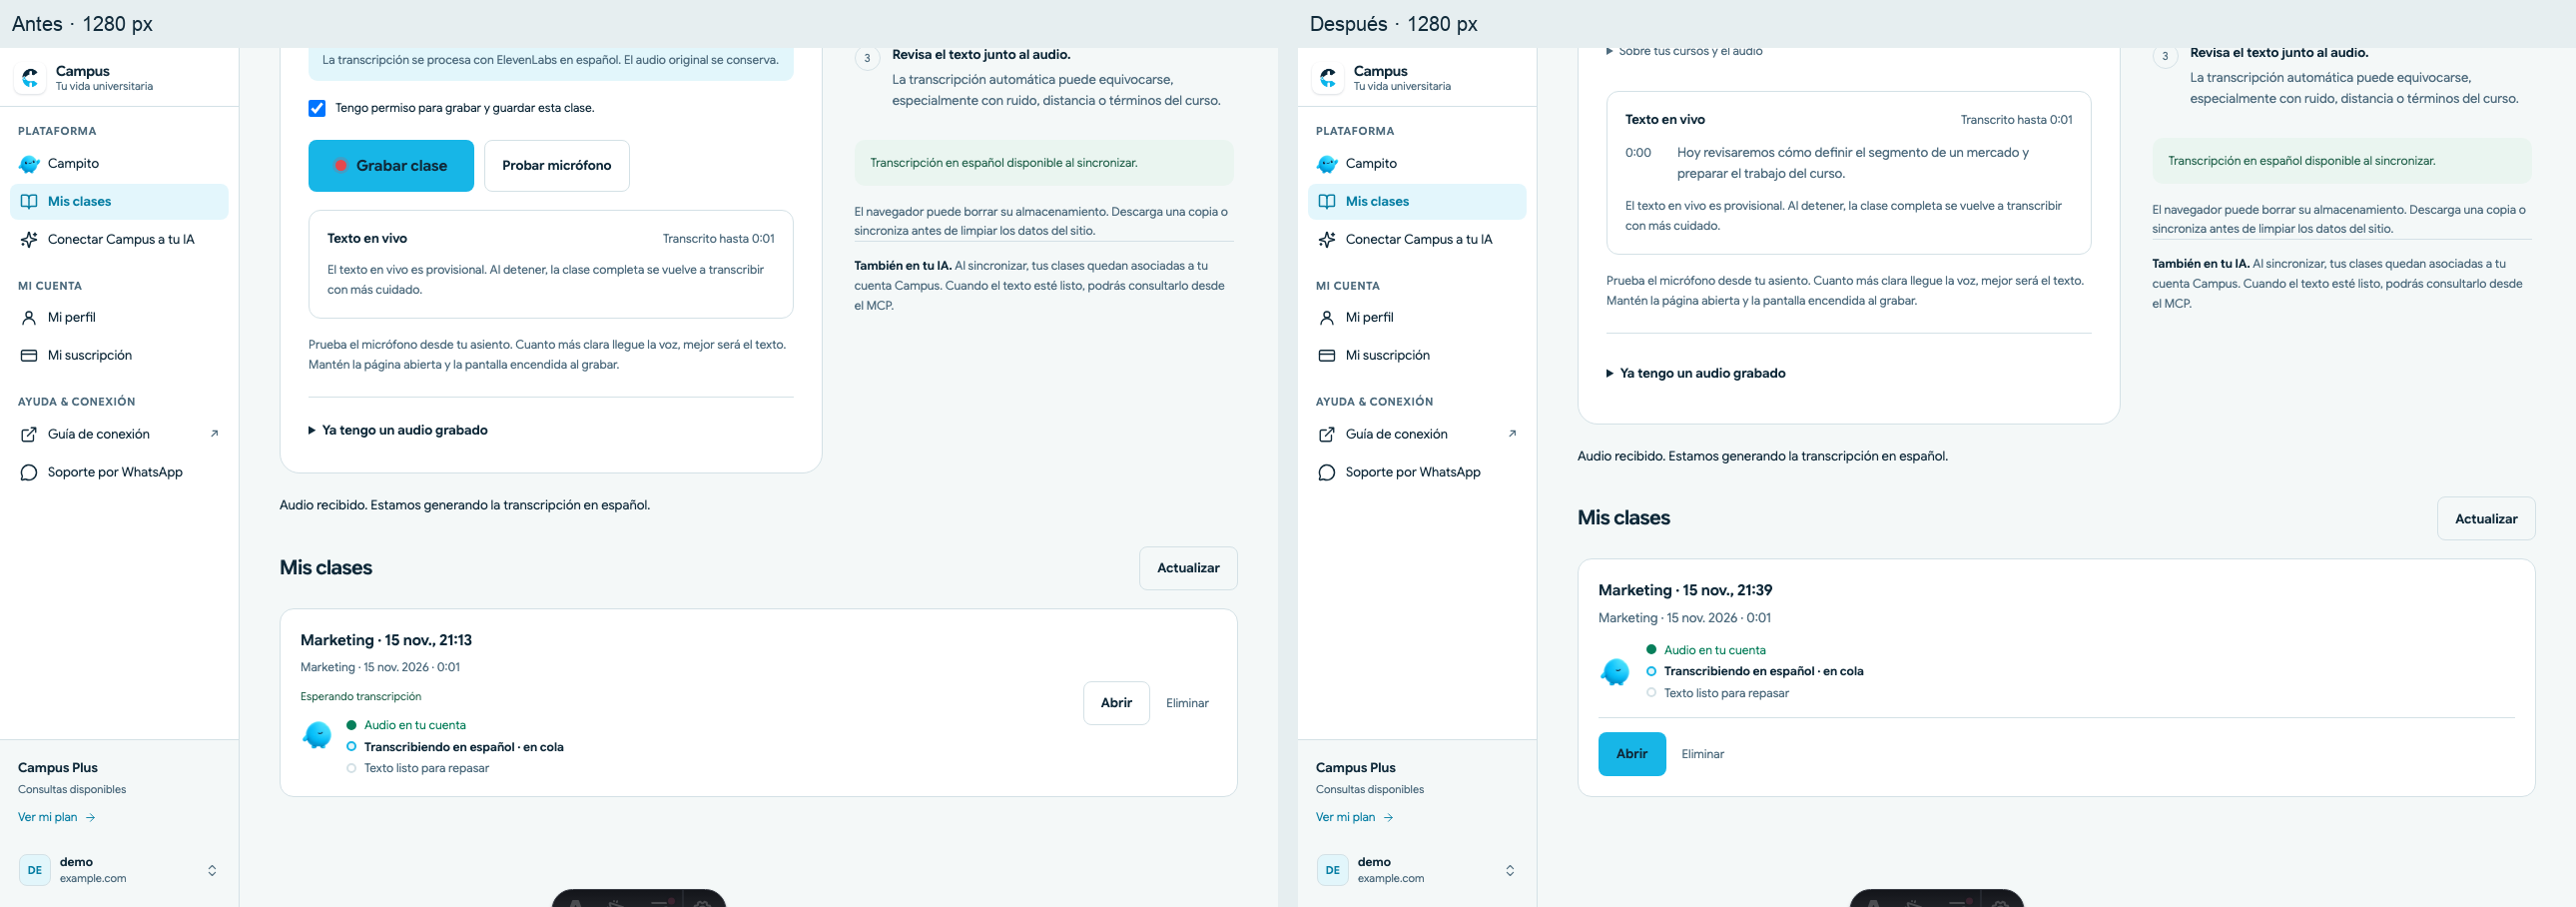 Antes · 1280 px
Campus
Tu vida universitaria
PLATAFORMA
Campito
Mis clases
Conectar Campus a tu IA
MI CUENTA
Mi perfil
Mi suscripción
AYUDA & CONEXIÓN
Guía de conexión
Soporte por WhatsApp
Campus Plus
Consultas disponibles
Ver mi plan
DE
demo
example.com
La transcripción se procesa con ElevenLabs en español. El audio original se conserva.
Tengo permiso para grabar y guardar esta clase.
Grabar clase
Probar micrófono
Texto en vivo
Transcrito hasta 0:01
El texto en vivo es provisional. Al detener, la clase completa se vuelve a transcribir
con más cuidado.
Prueba el micrófono desde tu asiento. Cuanto más clara llegue la voz, mejor será el texto.
Mantén la página abierta y la pantalla encendida al grabar.
Ya tengo un audio grabado
3
Revisa el texto junto al audio.
La transcripción automática puede equivocarse,
especialmente con ruido, distancia o términos del curso.
Transcripción en español disponible al sincronizar.
El navegador puede borrar su almacenamiento. Descarga una copia o
sincroniza antes de limpiar los datos del sitio.
También en tu IA. Al sincronizar, tus clases quedan asociadas a tu
cuenta Campus. Cuando el texto esté listo, podrás consultarlo desde
el MCP.
Audio recibido. Estamos generando la transcripción en español.
Mis clases
Actualizar
Marketing · 15 nov., 21:13
Marketing · 15 nov. 2026 · 0:01
Esperando transcripción
Audio en tu cuenta
Transcribiendo en español · en cola
Texto listo para repasar
Abrir
Eliminar
Después · 1280 px
Campus
Tu vida universitaria
PLATAFORMA
Campito
Mis clases
Conectar Campus a tu IA
MI CUENTA
Mi perfil
Mi suscripción
AYUDA & CONEXIÓN
Guía de conexión
Soporte por WhatsApp
Campus Plus
Consultas disponibles
Ver mi plan
DE
demo
example.com
Sobre tus cursos y el audio
Texto en vivo
Transcrito hasta 0:01
0:00
Hoy revisaremos cómo definir el segmento de un mercado y
preparar el trabajo del curso.
El texto en vivo es provisional. Al detener, la clase completa se vuelve a transcribir
con más cuidado.
Prueba el micrófono desde tu asiento. Cuanto más clara llegue la voz, mejor será el texto.
Mantén la página abierta y la pantalla encendida al grabar.
Ya tengo un audio grabado
3
Revisa el texto junto al audio.
La transcripción automática puede equivocarse,
especialmente con ruido, distancia o términos del curso.
Transcripción en español disponible al sincronizar.
El navegador puede borrar su almacenamiento. Descarga una copia o
sincroniza antes de limpiar los datos del sitio.
También en tu IA. Al sincronizar, tus clases quedan asociadas a tu
cuenta Campus. Cuando el texto esté listo, podrás consultarlo desde
el MCP.
Audio recibido. Estamos generando la transcripción en español.
Mis clases
Actualizar
Marketing · 15 nov., 21:39
Marketing · 15 nov. 2026 · 0:01
Audio en tu cuenta
Transcribiendo en español · en cola
Texto listo para repasar
Abrir
Eliminar